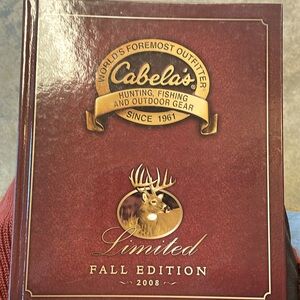 WORLD'S FOREMOST OUTFITTER
Cabela's®
HUNTING, FISHING
AND OUTDOOR GEAR
SINCE 1961
Limited
FALL EDITION
2008